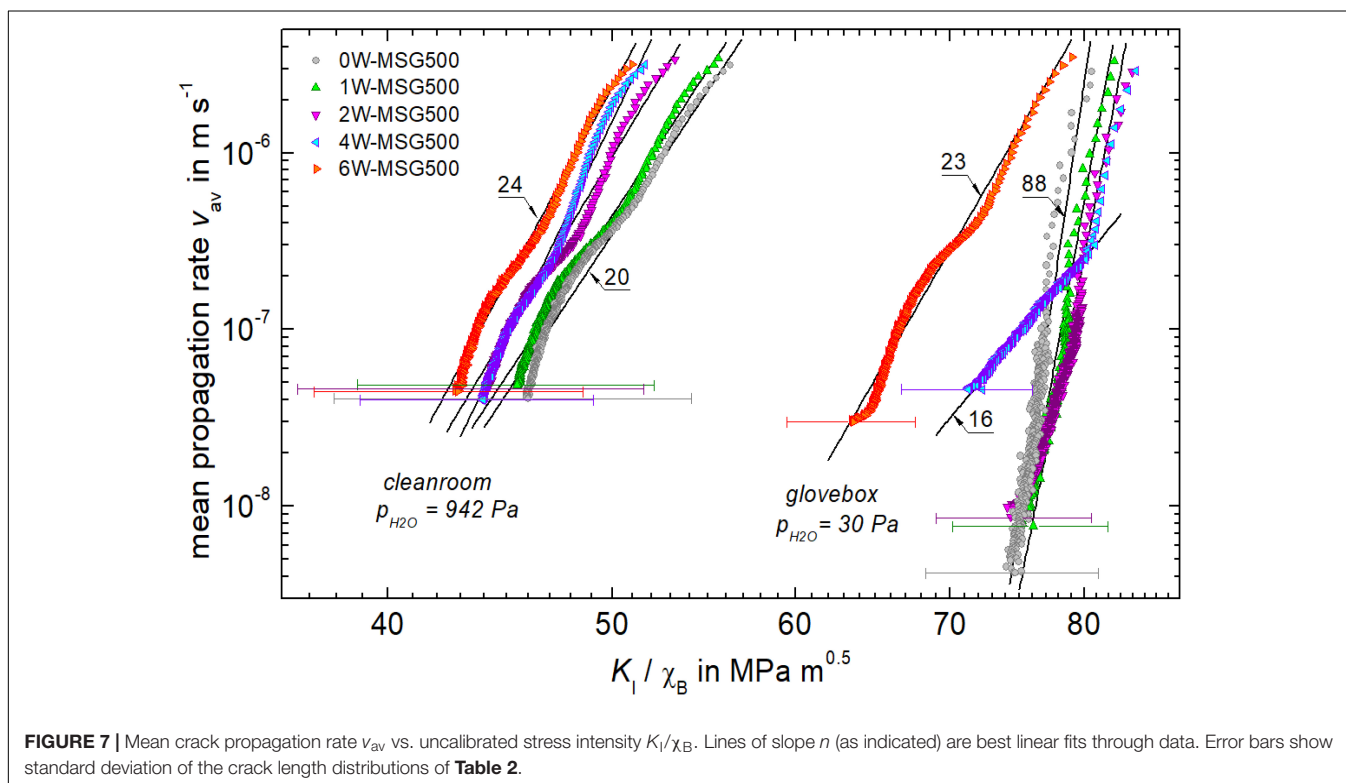 0W-MSG500
1W-MSG500
2W-MSG500
4W-MSG500
6W-MSG500
24
20
23
88
16
cleanroom
p_H2O = 942 Pa
glovebox
p_H2O = 30 Pa
mean propagation rate v_av in m s⁻¹
10⁻⁶
10⁻⁷
10⁻⁸
40 50 60 70 80
K_I / χ_B in MPa m^0.5
FIGURE 7 | Mean crack propagation rate v_av vs. uncalibrated stress intensity K_I/χ_B. Lines of slope n (as indicated) are best linear fits through data. Error bars show
standard deviation of the crack length distributions of Table 2.